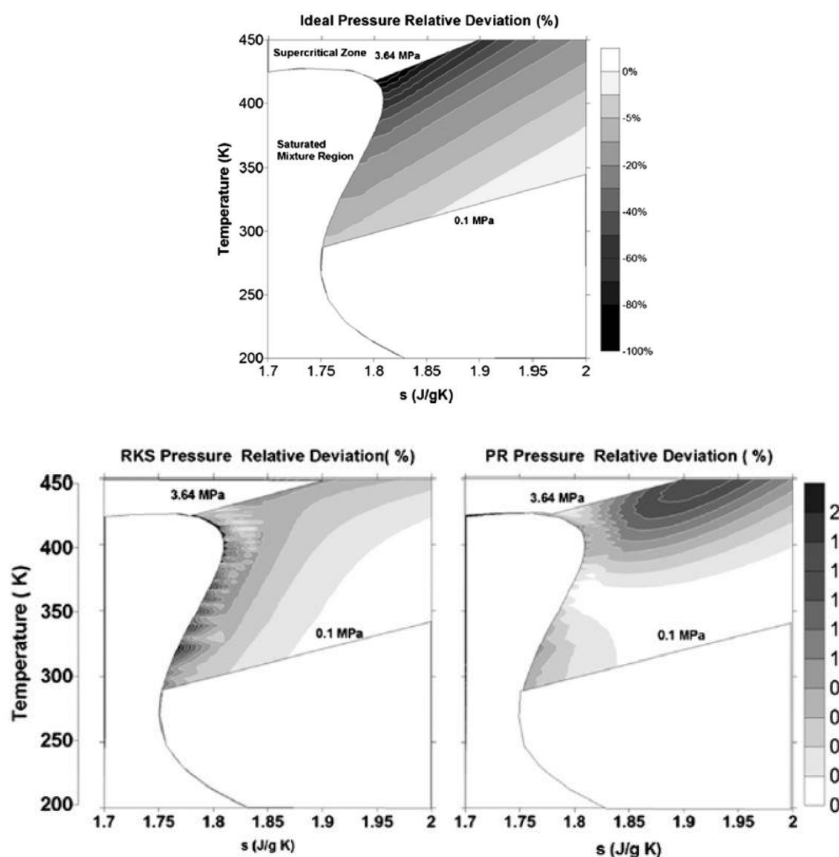 Ideal Pressure Relative Deviation (%)
450
400
350
300
250
200
Temperature (K)
Supercritical Zone
3.64 MPa
Saturated
Mixture Region
0.1 MPa
1.7 1.75 1.8 1.85 1.9 1.95 2
s (J/gK)
0%
-5%
-20%
-40%
-60%
-80%
-100%
RKS Pressure Relative Deviation( %)
450
400
350
300
250
200
Temperature ( K)
3.64 MPa
0.1 MPa
1.7 1.75 1.8 1.85 1.9 1.95 2
s (J/g K)
PR Pressure Relative Deviation ( %)
3.64 MPa
0.1 MPa
1.7 1.75 1.8 1.85 1.9 1.95 2
s (J/g K)
2
1
1
1
1
1
0
0
0
0
0